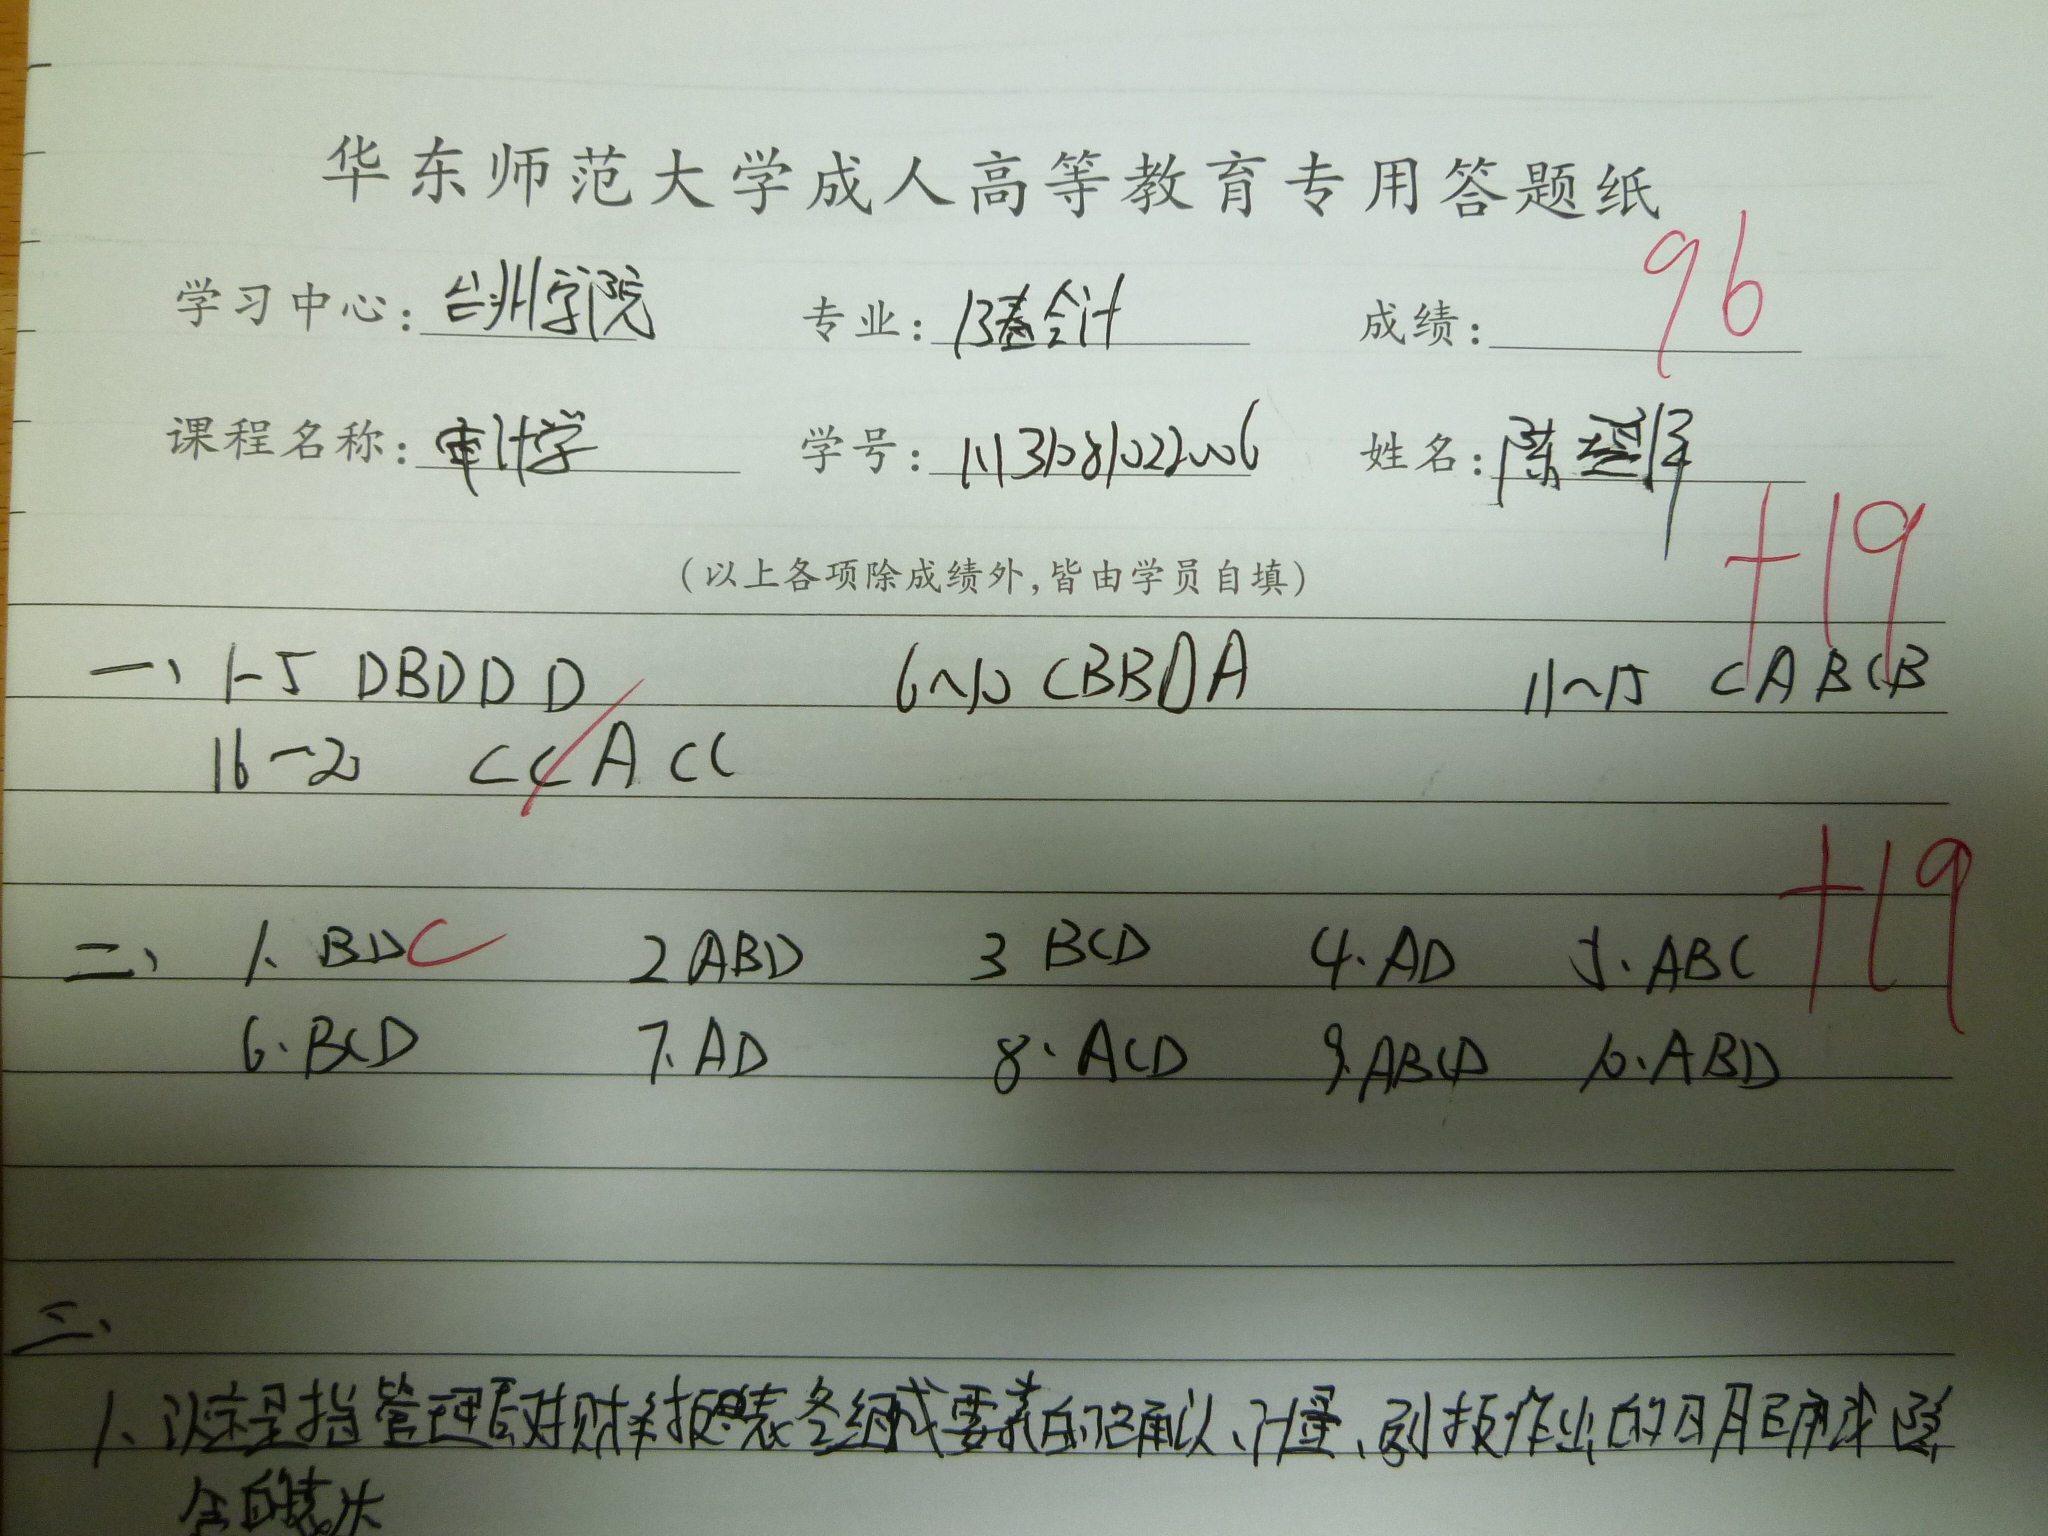 华东师范大学成人高等教育专用答题纸
学习中心: 台州学院 专业: 13春会计 成绩: 96
课程名称: 审计学 学号: 姓名: 陈
(以上各项除成绩外,皆由学员自填)
+19
一、1-5 DBDDD 6~10 CBBDA 11~15 CABCB
16-20 CCACC
+19
二、1. BDC 2 ABD 3 BCD 4. AD 5. ABC
6. BCD 7. AD 8. ACD 9. ABCD 10. ABD
三、
1、认定是指管理层对财务报表各组成要素的确认、计量、列报作出的明确或隐
含的表达